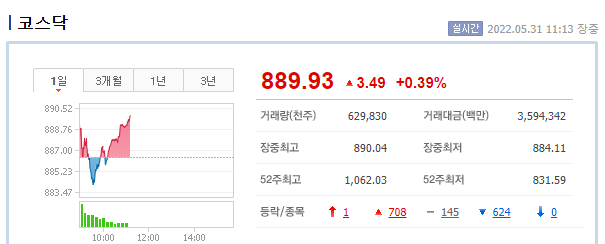 코스닥
실시간 2022.05.31 11:13 장중
1일 3개월 1년 3년
889.93 ▲ 3.49 +0.39%
890.52
888.76
887.00
885.23
883.47
10:00 12:00 14:00
거래량(천주) 629,830 거래대금(백만) 3,594,342
장중최고 890.04 장중최저 884.11
52주최고 1,062.03 52주최저 831.59
등락/종목 ↑ 1 ▲ 708 － 145 ▼ 624 ↓ 0